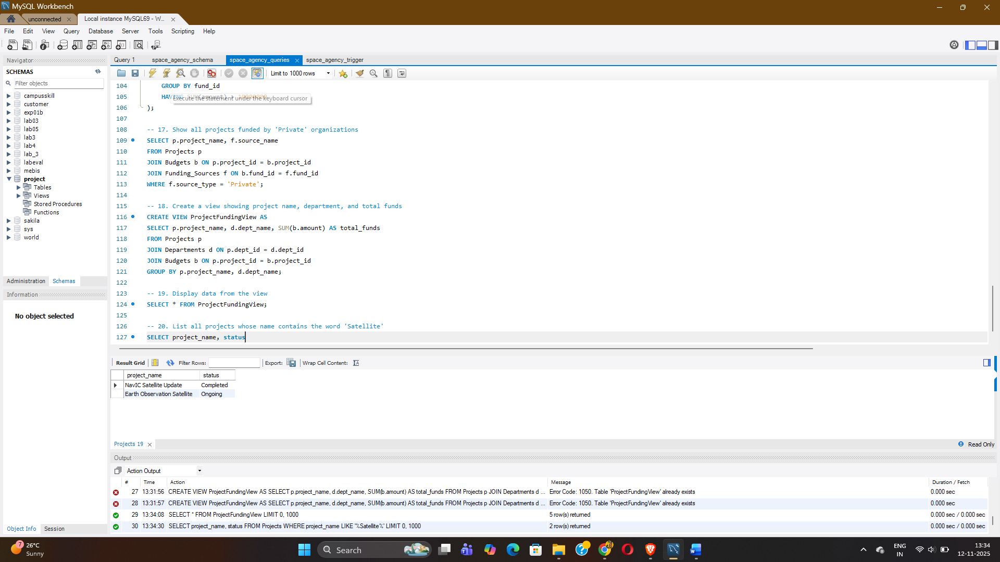 MySQL Workbench
unconnected
Local instance MySQL69 - W...
File Edit View Query Database Server Tools Scripting Help
Navigator
SCHEMAS
Filter objects
campusskill
customer
exp01b
lab03
lab05
lab3
lab4
lab_3
labeval
mebis
project
Tables
Views
Stored Procedures
Functions
sakila
sys
world
Administration Schemas
Information
No object selected
Object Info Session
Query 1 space_agency_schema space_agency_queries space_agency_trigger
Limit to 1000 rows
104 GROUP BY fund_id
105 HAVING SUM(amount) >
Execute the statement under the keyboard cursor
106 );
107
108 -- 17. Show all projects funded by 'Private' organizations
109 SELECT p.project_name, f.source_name
110 FROM Projects p
111 JOIN Budgets b ON p.project_id = b.project_id
112 JOIN Funding_Sources f ON b.fund_id = f.fund_id
113 WHERE f.source_type = 'Private';
114
115 -- 18. Create a view showing project name, department, and total funds
116 CREATE VIEW ProjectFundingView AS
117 SELECT p.project_name, d.dept_name, SUM(b.amount) AS total_funds
118 FROM Projects p
119 JOIN Departments d ON p.dept_id = d.dept_id
120 JOIN Budgets b ON p.project_id = b.project_id
121 GROUP BY p.project_name, d.dept_name;
122
123 -- 19. Display data from the view
124 SELECT * FROM ProjectFundingView;
125
126 -- 20. List all projects whose name contains the word 'Satellite'
127 SELECT project_name, status
Result Grid Filter Rows: Export: Wrap Cell Content:
project_name status
NavIC Satellite Update Completed
Earth Observation Satellite Ongoing
Projects 19 Read Only
Output
Action Output
# Time Action Message Duration / Fetch
27 13:31:56 CREATE VIEW ProjectFundingView AS SELECT p.project_name, d.dept_name, SUM(b.amount) AS total_funds FROM Projects p JOIN Departments d ... Error Code: 1050. Table 'ProjectFundingView' already exists 0.000 sec
28 13:31:57 CREATE VIEW ProjectFundingView AS SELECT p.project_name, d.dept_name, SUM(b.amount) AS total_funds FROM Projects p JOIN Departments d ... Error Code: 1050. Table 'ProjectFundingView' already exists 0.000 sec
29 13:34:08 SELECT * FROM ProjectFundingView LIMIT 0, 1000 5 row(s) returned 0.000 sec / 0.000 sec
30 13:34:30 SELECT project_name, status FROM Projects WHERE project_name LIKE '%Satellite%' LIMIT 0, 1000 2 row(s) returned 0.000 sec / 0.000 sec
7
26°C
Sunny
Search
ENG
IN
13:34
12-11-2025